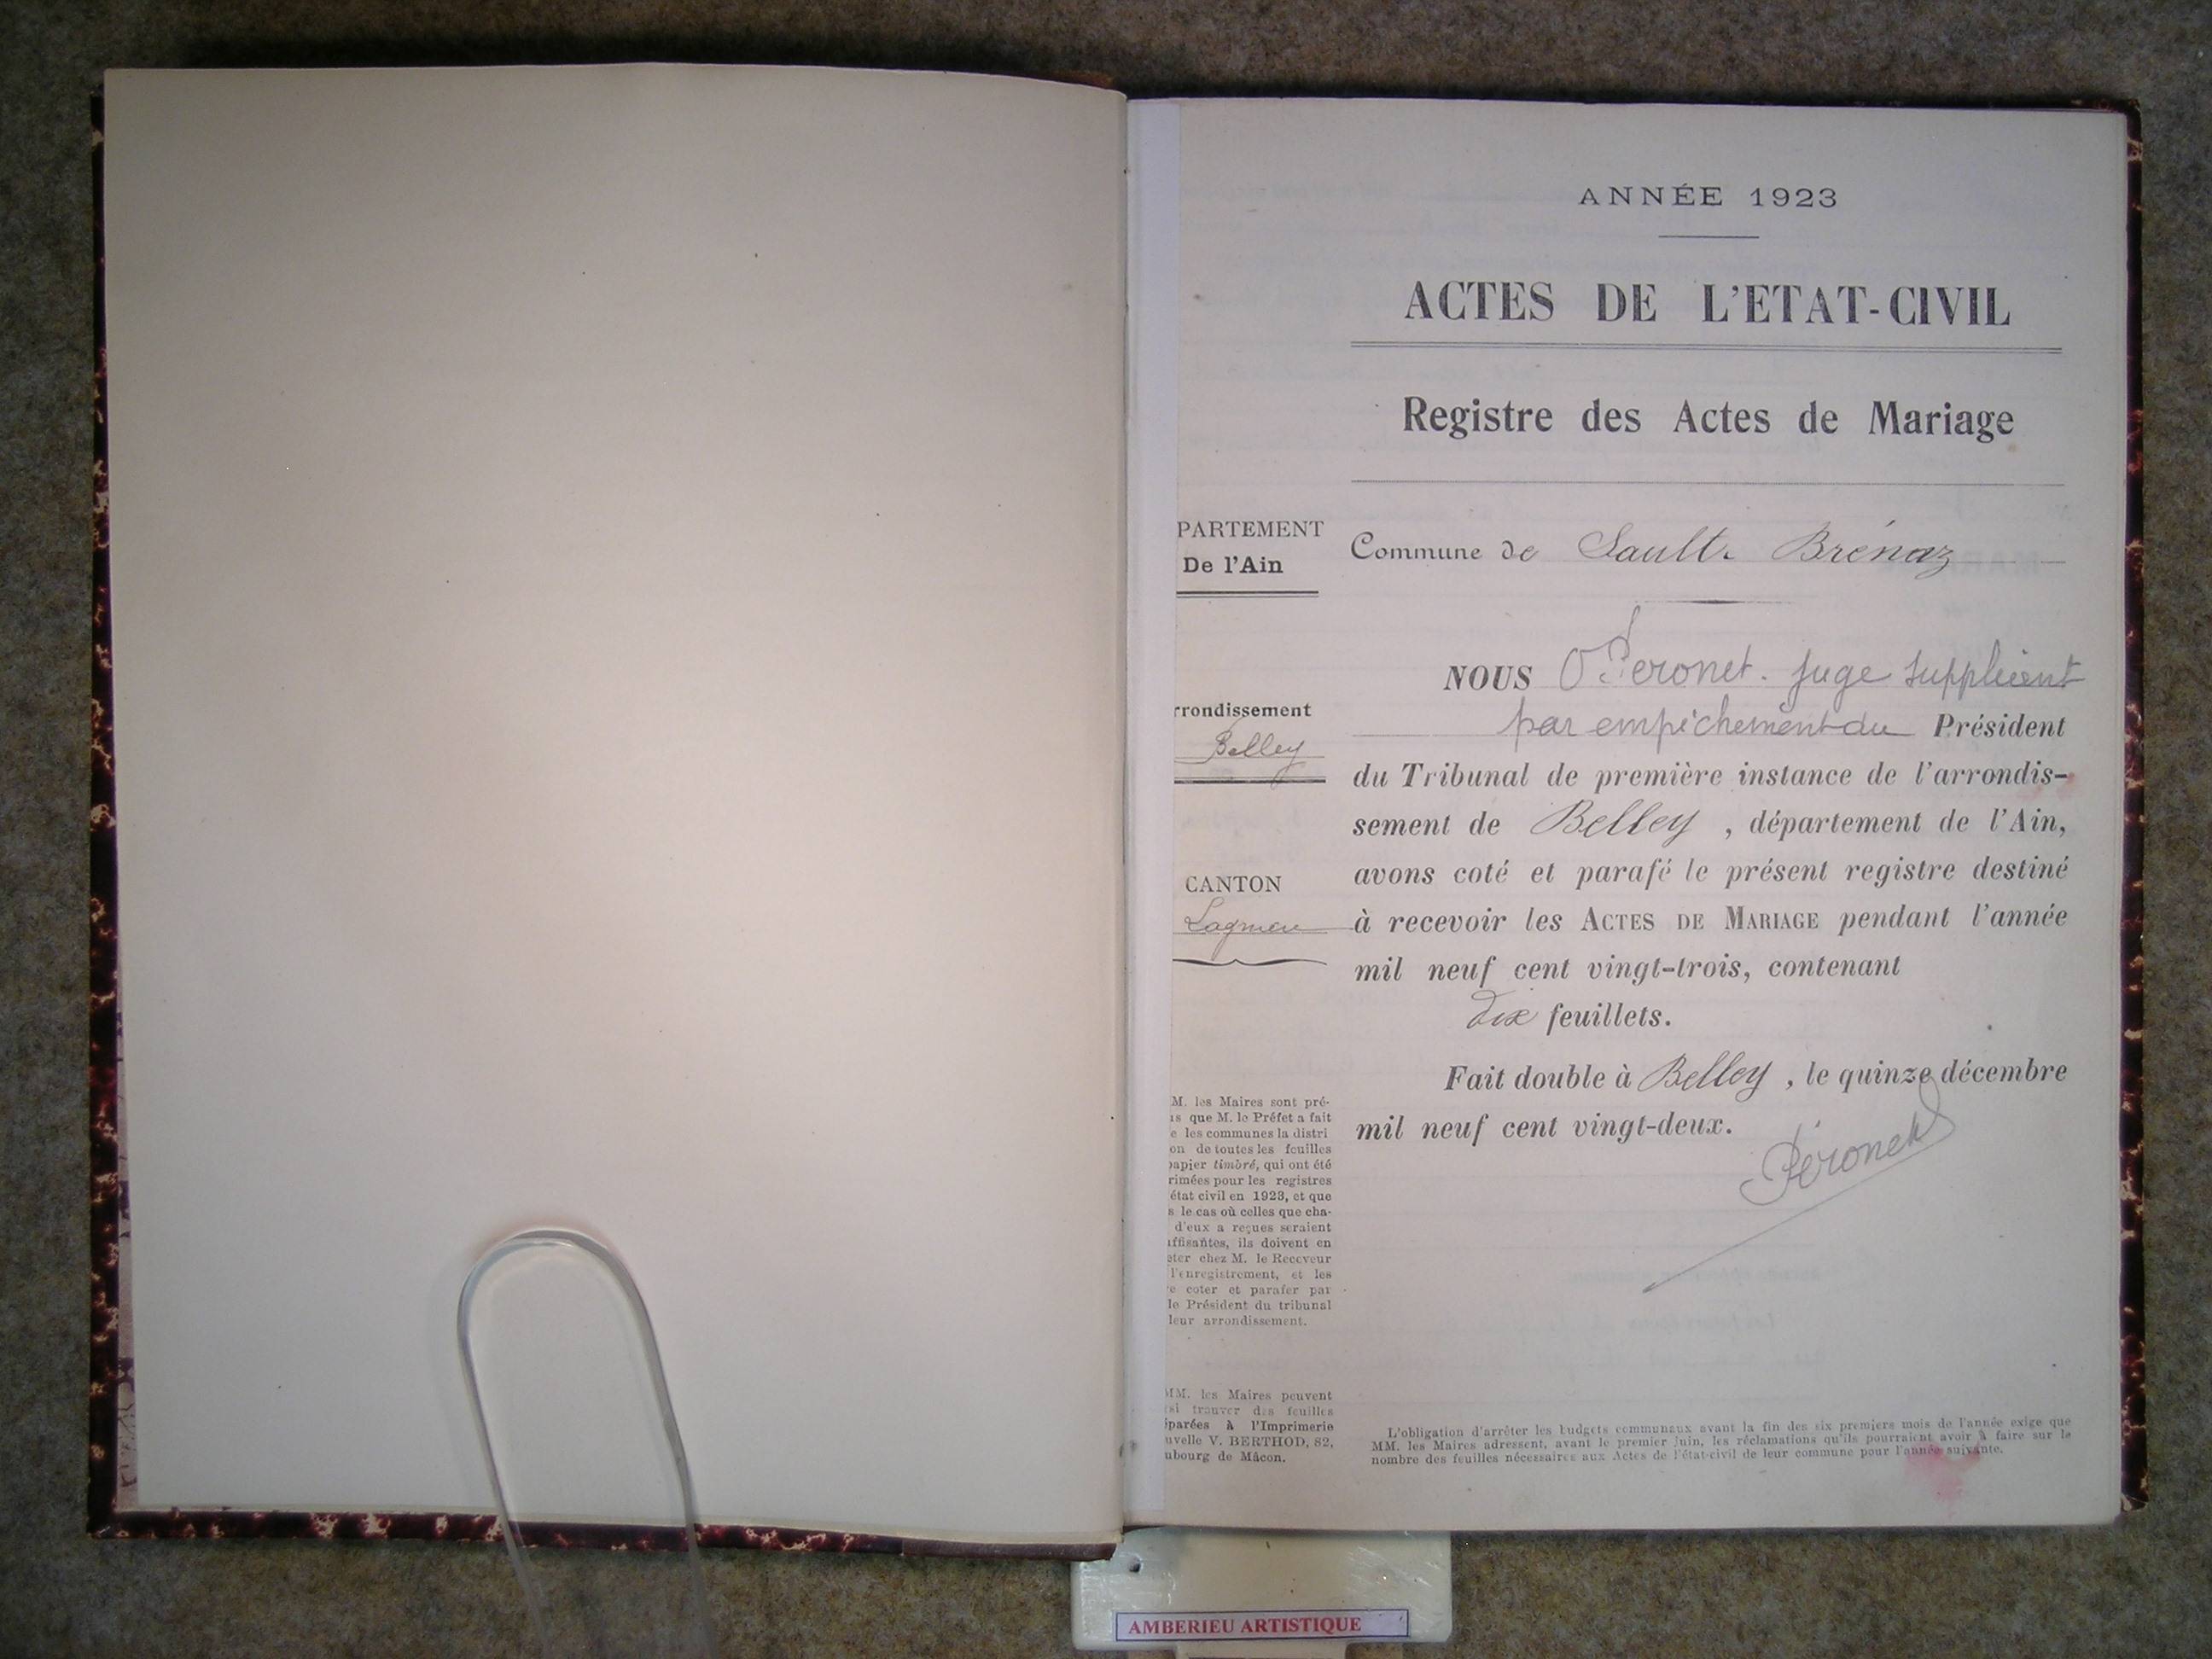 ANNÉE 1923
ACTES DE L'ETAT-CIVIL
Registre des Actes de Mariage
PARTEMENT
De l'Ain
Commune de Sault-Brénaz
rrondissement
Belley
CANTON
Lagnieu
NOUS Peronet. juge suppléant
par empêchement du Président
du Tribunal de première instance de l'arrondis-
sement de Belley, département de l'Ain,
avons coté et parafé le présent registre destiné
à recevoir les ACTES DE MARIAGE pendant l'année
mil neuf cent vingt-trois, contenant
dix feuillets.
Fait double à Belley, le quinze décembre
mil neuf cent vingt-deux.
Péronet
M. les Maires sont pré-
s que M. le Préfet a fait
e les communes la distri
on de toutes les feuilles
papier timbré, qui ont été
rimées pour les registres
état civil en 1923, et que
s le cas où celles que cha-
d'eux a reçues seraient
ffisantes, ils doivent en
eter chez M. le Receveur
l'enregistrement, et les
e coter et parafer par
le Président du tribunal
leur arrondissement.
MM. les Maires peuvent
si trouver des feuilles
éparées à l'Imprimerie
uvelle V. BERTHOD, 82,
ubourg de Mâcon.
L'obligation d'arrêter les budgets communaux avant la fin des six premiers mois de l'année exige que
MM. les Maires adressent, avant le premier Juin, les réclamations qu'ils pourraient avoir à faire sur le
nombre des feuilles nécessaires aux Actes de l'état-civil de leur commune pour l'année suivante.
AMBERIEU ARTISTIQUE